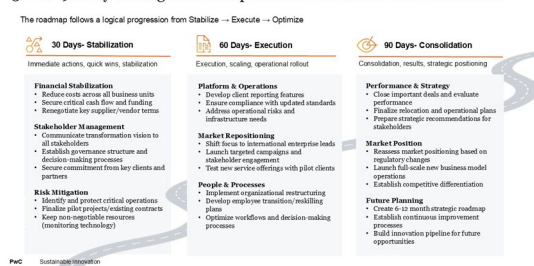 The roadmap follows a logical progression from Stabilize → Execute → Optimize
30 Days- Stabilization
Immediate actions, quick wins, stabilization
Financial Stabilization
• Reduce costs across all business units
• Secure critical cash flow and funding
• Renegotiate key supplier/vendor terms
Stakeholder Management
• Communicate transformation vision to
all stakeholders
• Establish governance structure and
decision-making processes
• Secure commitment from key clients and
partners
Risk Mitigation
• Identify and protect critical operations
• Finalize pilot projects/existing contracts
• Keep non-negotiable resources
(monitoring technology)
60 Days- Execution
Execution, scaling, operational rollout
Platform & Operations
• Develop client reporting features
• Ensure compliance with updated standards
• Address operational risks and
infrastructure needs
Market Repositioning
• Shift focus to international enterprise leads
• Launch targeted campaigns and
stakeholder engagement
• Test new service offerings with pilot clients
People & Processes
• Implement organizational restructuring
• Develop employee transition/reskilling
plans
• Optimize workflows and decision-making
processes
90 Days- Consolidation
Consolidation, results, strategic positioning
Performance & Strategy
• Close important deals and evaluate
performance
• Finalize relocation and operational plans
• Prepare strategic recommendations for
stakeholders
Market Position
• Reassess market positioning based on
regulatory changes
• Launch full-scale new business model
operations
• Establish competitive differentiation
Future Planning
• Create 6-12 month strategic roadmap
• Establish continuous improvement
processes
• Build innovation pipeline for future
opportunities
PwC Sustainable Innovation